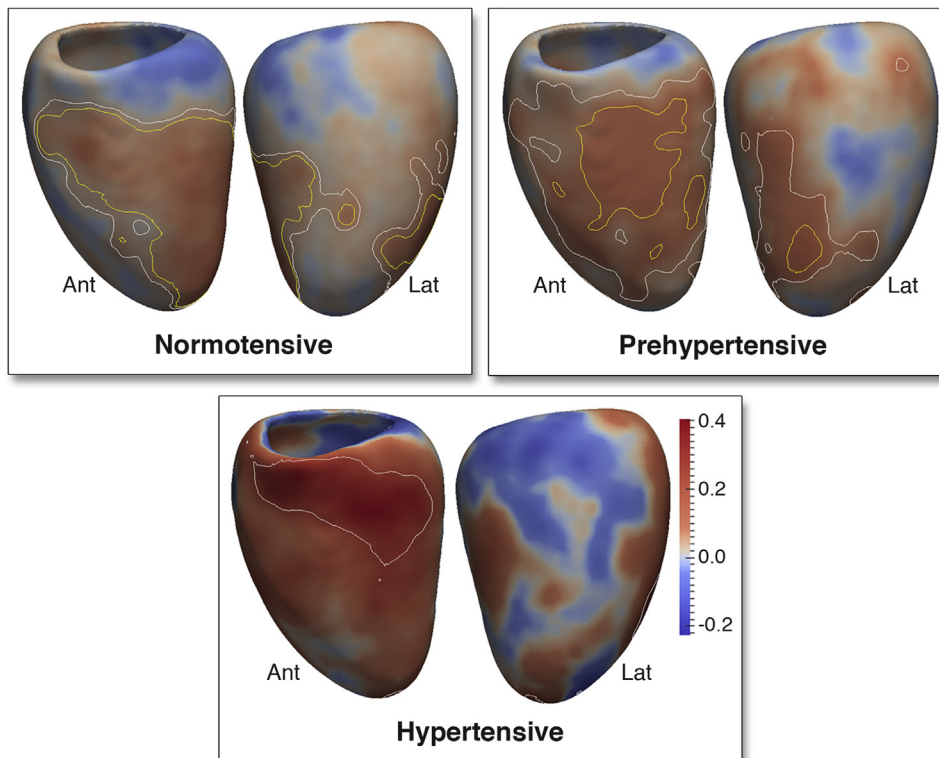 Ant
Lat
Normotensive
Ant
Lat
Prehypertensive
0.4
0.2
0.0
-0.2
Ant
Lat
Hypertensive